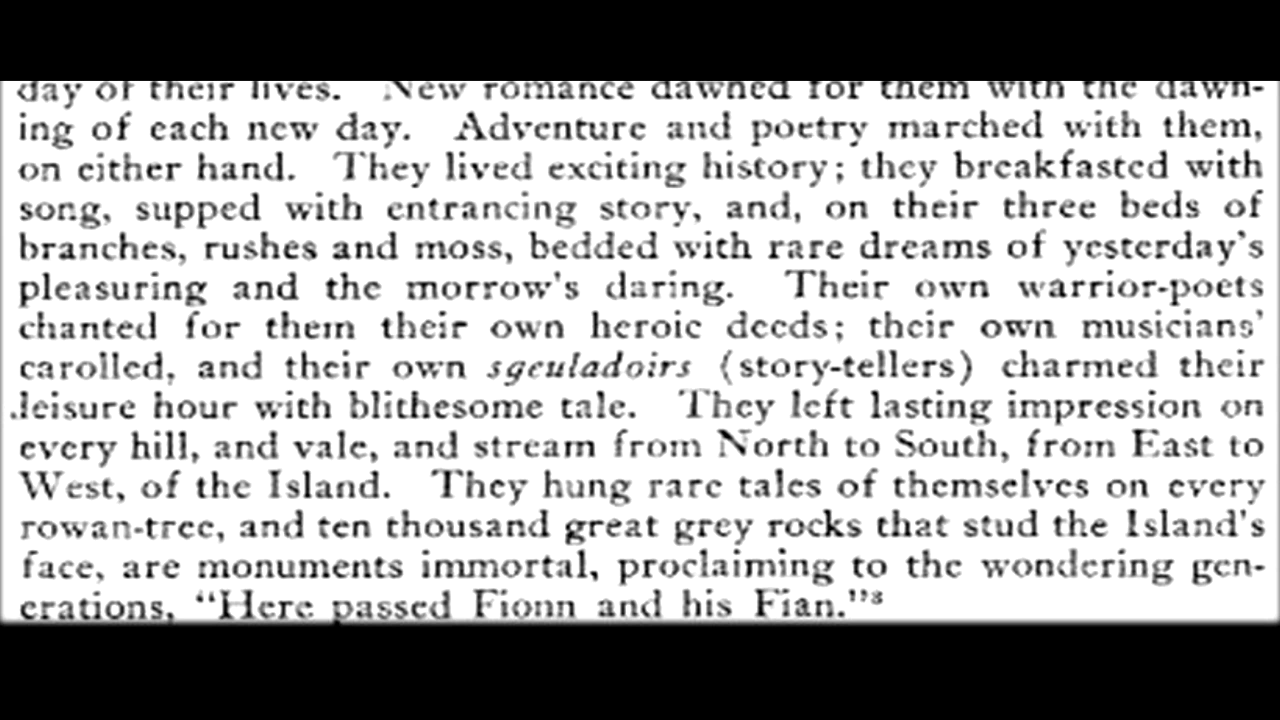 day of their lives. New romance dawned for them with the dawn-
ing of each new day. Adventure and poetry marched with them,
on either hand. They lived exciting history; they breakfasted with
song, supped with entrancing story, and, on their three beds of
branches, rushes and moss, bedded with rare dreams of yesterday's
pleasuring and the morrow's daring. Their own warrior-poets
chanted for them their own heroic deeds; their own musicians'
carolled, and their own sgeuladoirs (story-tellers) charmed their
leisure hour with blithesome tale. They left lasting impression on
every hill, and vale, and stream from North to South, from East to
West, of the Island. They hung rare tales of themselves on every
rowan-tree, and ten thousand great grey rocks that stud the Island's
face, are monuments immortal, proclaiming to the wondering gen-
erations, "Here passed Fionn and his Fian."⁸